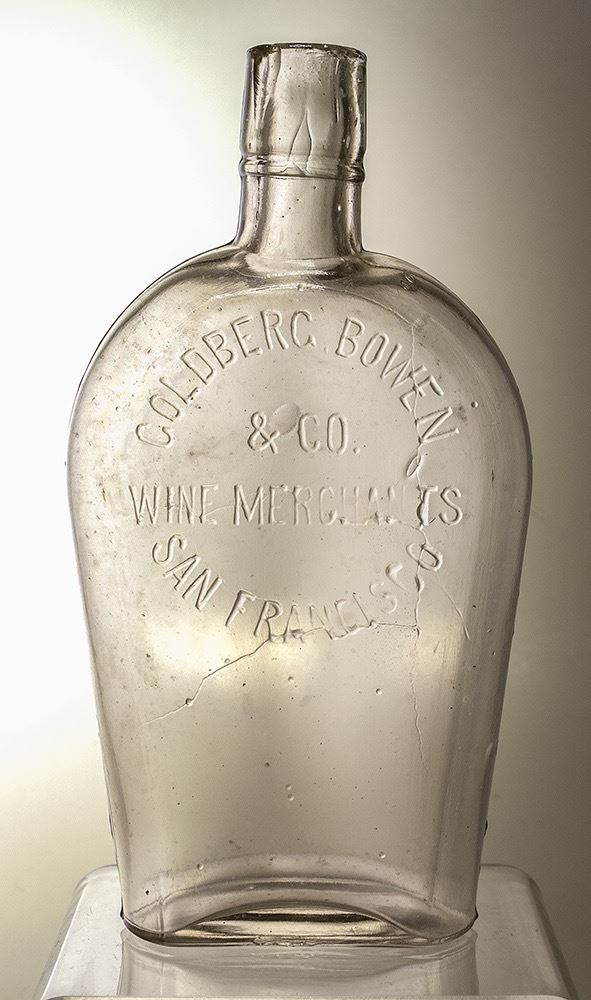 GOLDBERG. BOWEN
& CO.
WINE MERCHANTS
SAN FRANCISCO